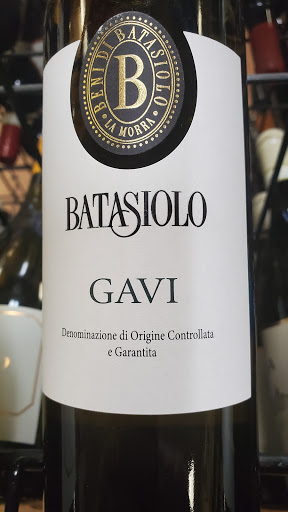 BENI DI BATASIOLO
B
LA MORRA
BATASIOLO
GAVI
Denominazione di Origine Controllata
e Garantita